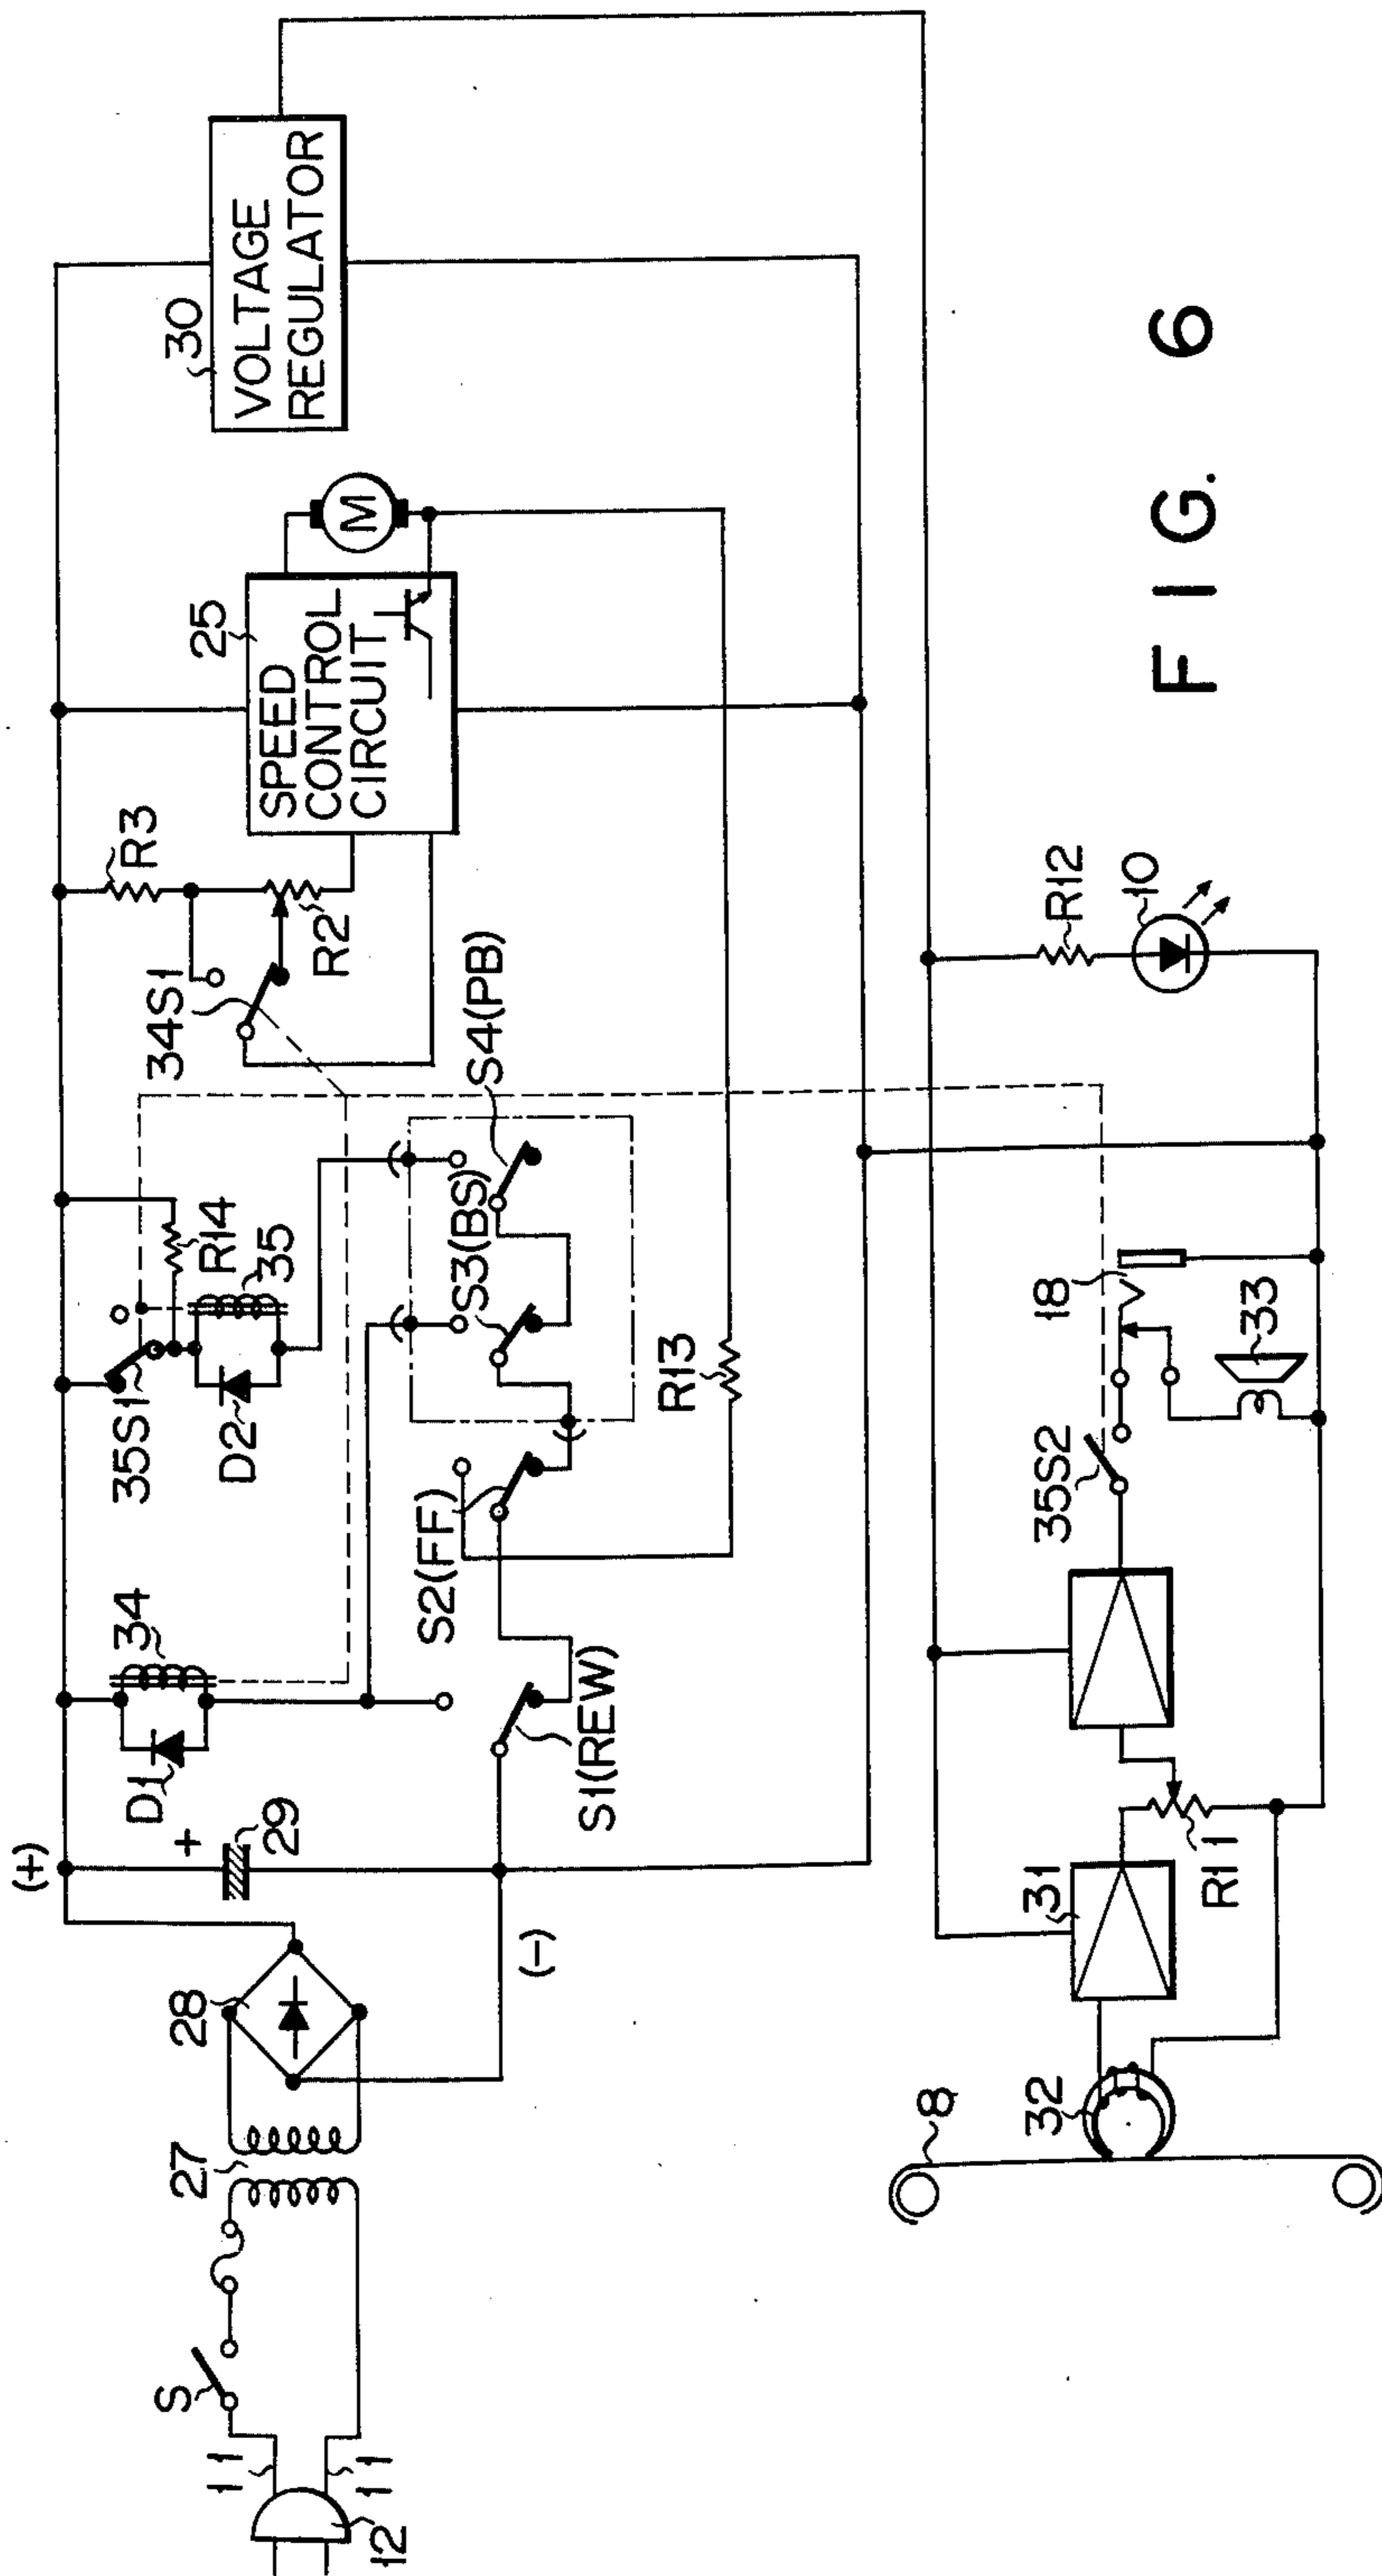 (+)
(-)
S
11
11
12
27
28
+
29
D1
34
35S1
D2
R14
35
34S1
R3
R2
25
SPEED
CONTROL
CIRCUIT
M
30
VOLTAGE
REGULATOR
S1(REW)
S2(FF)
S3(BS)
S4(PB)
R13
8
32
31
R11
35S2
18
33
R12
10
FIG. 6